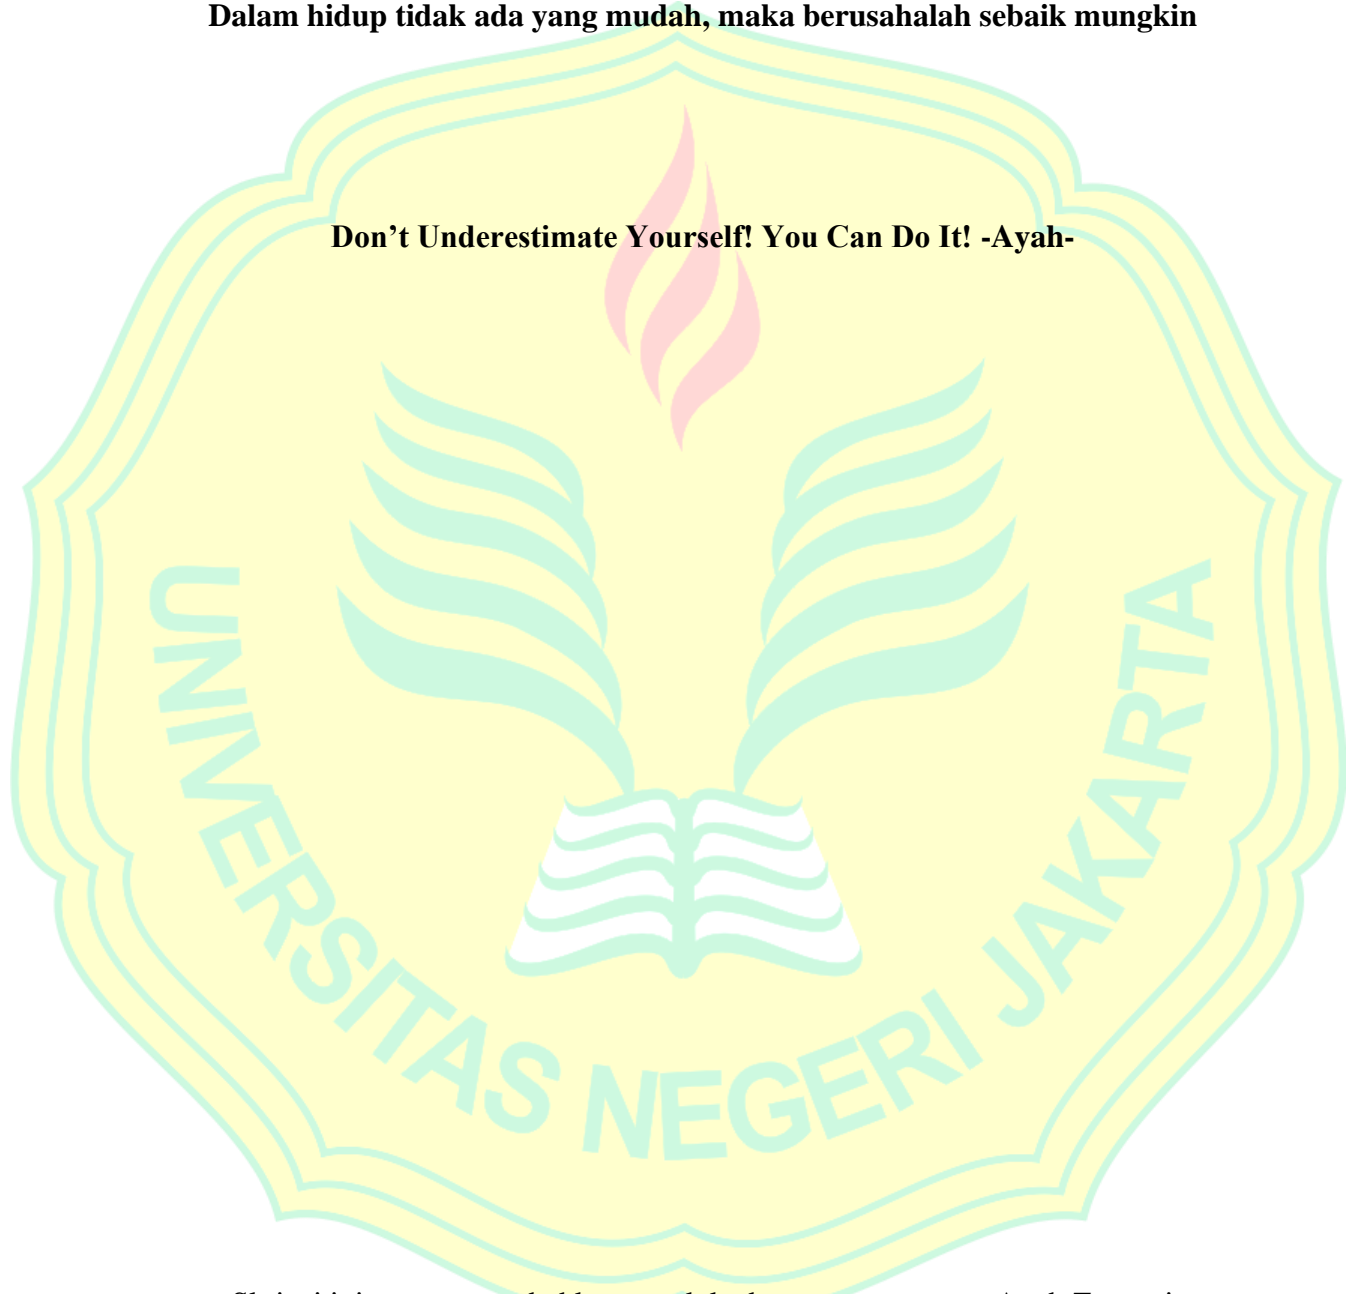 Dalam hidup tidak ada yang mudah, maka berusahalah sebaik mungkin
Don’t Underestimate Yourself! You Can Do It! -Ayah-
UNIVERSITAS NEGERI JAKARTA